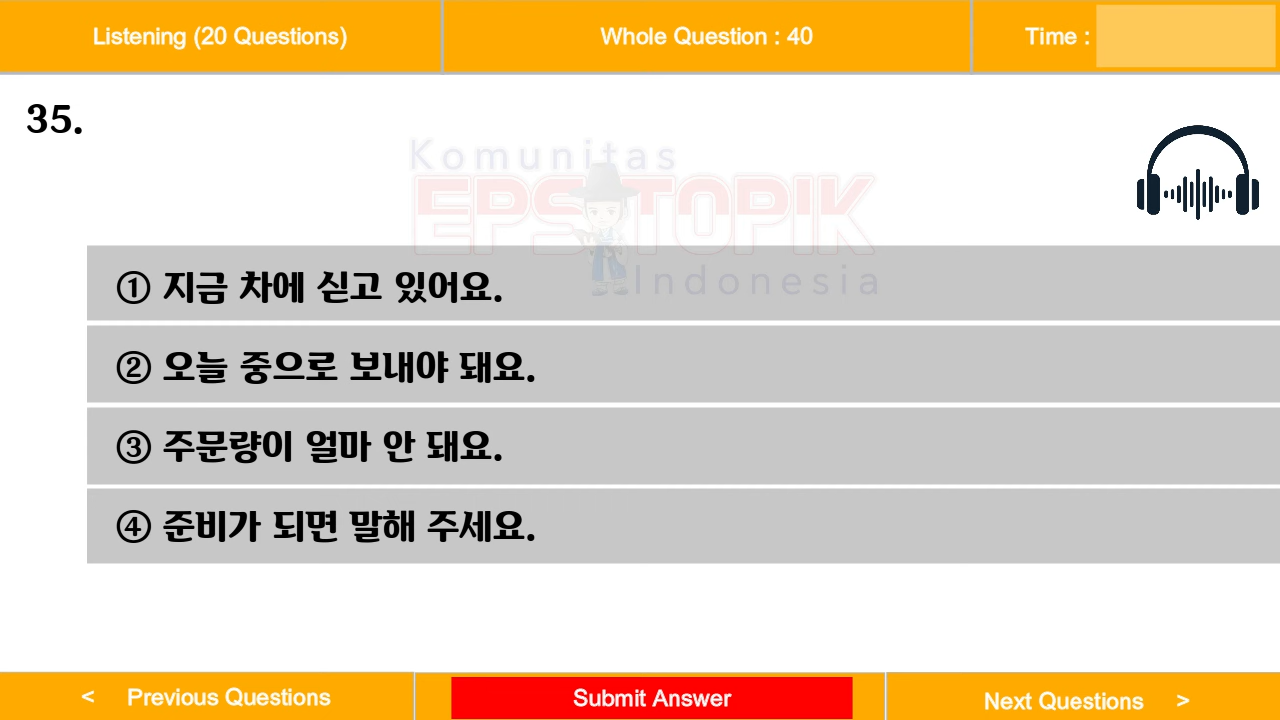 Listening (20 Questions)
Whole Question : 40
Time :
35.
Komunitas
EPS TOPIK
Indonesia
① 지금 차에 싣고 있어요.
② 오늘 중으로 보내야 돼요.
③ 주문량이 얼마 안 돼요.
④ 준비가 되면 말해 주세요.
< Previous Questions
Submit Answer
Next Questions >